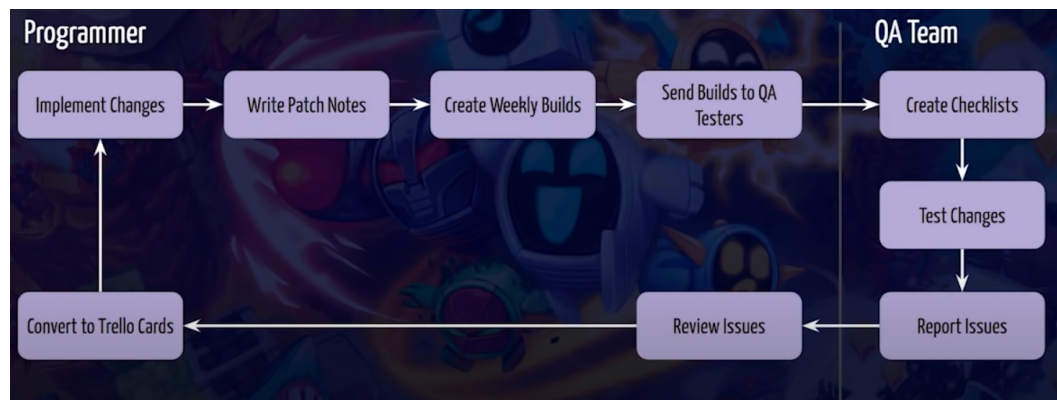 Programmer
QA Team
Implement Changes
Write Patch Notes
Create Weekly Builds
Send Builds to QA
Testers
Create Checklists
Test Changes
Convert to Trello Cards
Review Issues
Report Issues